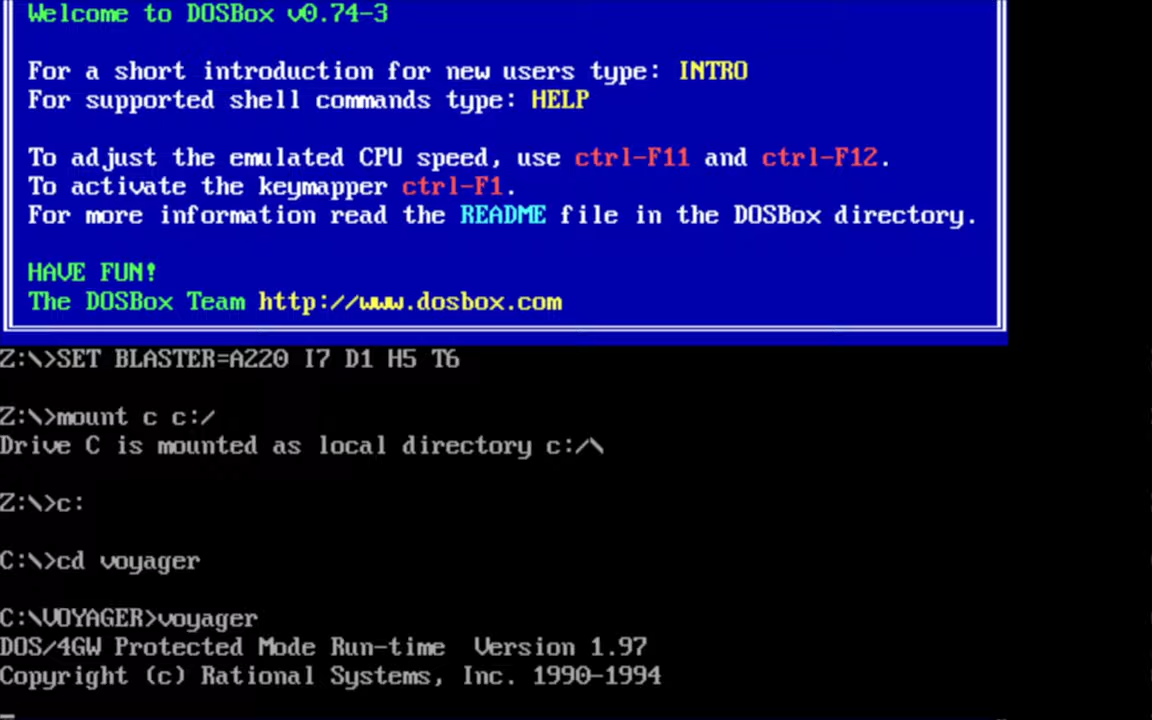 Welcome to DOSBox v0.74-3
For a short introduction for new users type: INTRO
For supported shell commands type: HELP
To adjust the emulated CPU speed, use ctrl-F11 and ctrl-F12.
To activate the keymapper ctrl-F1.
For more information read the README file in the DOSBox directory.
HAVE FUN!
The DOSBox Team http://www.dosbox.com
Z:\>SET BLASTER=A220 I7 D1 H5 T6
Z:\>mount c c:/
Drive C is mounted as local directory c:/\
Z:\>c:
C:\>cd voyager
C:\VOYAGER>voyager
DOS/4GW Protected Mode Run-time  Version 1.97
Copyright (c) Rational Systems, Inc. 1990-1994